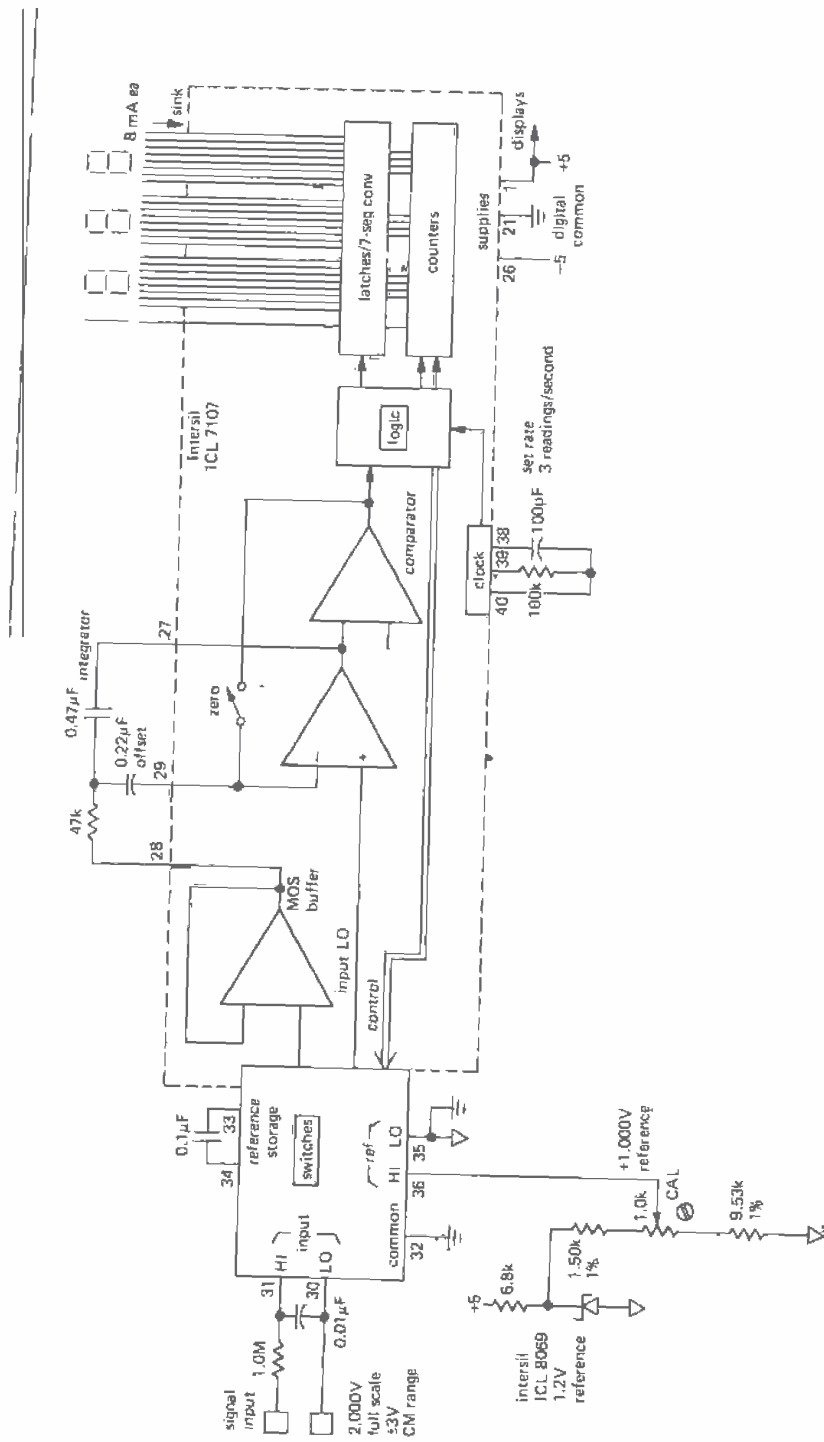 signal
input
1.0M
31
30
0.01µF
2.000V
full scale
±3V
CM range
HI
input
LO
34
33
0.1µF
reference
storage
switches
common
ref
HI
LO
32
36
35
+5
6.8k
intersil
ICL 8069
1.2V
reference
1.50k
1%
1.0k
CAL
9.53k
1%
+1.000V
reference
MOS
buffer
input LO
control
28
47k
29
0.22µF
offset
0.47µF
integrator
27
zero
+
comparator
Intersil
ICL 7107
logic
clock
40
39
38
100k
100µF
set rate
3 readings/second
latches/7-seg conv
counters
8 mA ea
sink
supplies
26
21
1
-5
digital
common
+5
displays